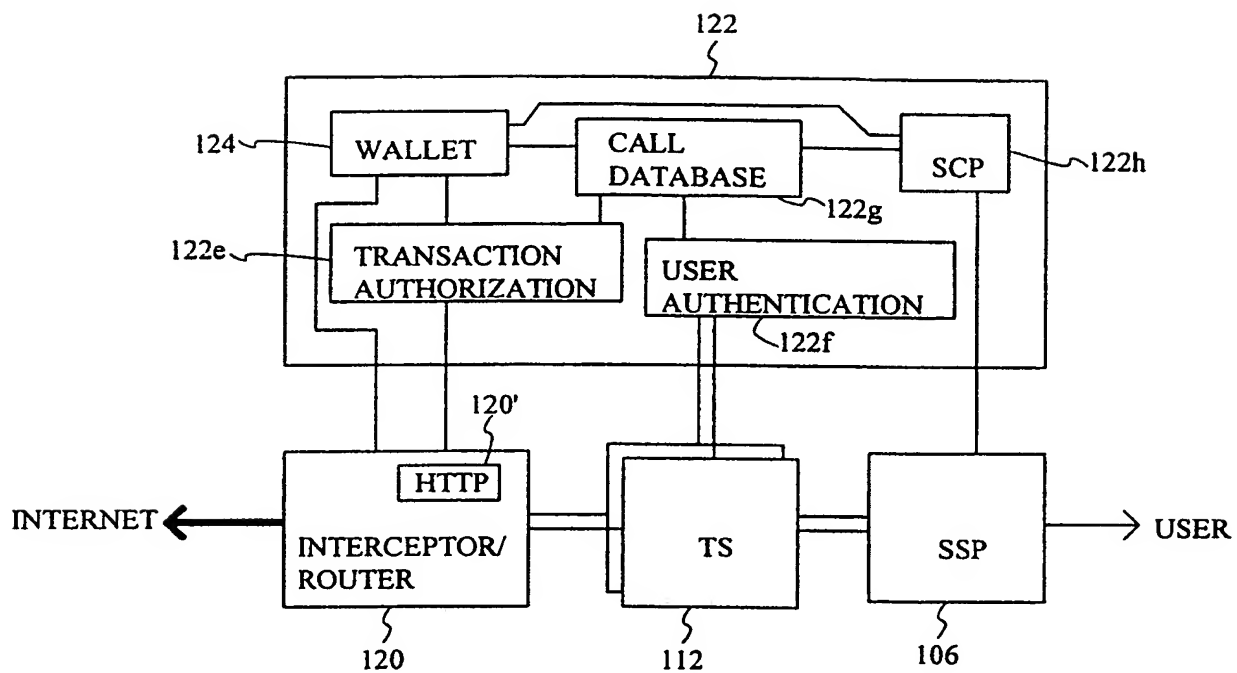 122
124
WALLET
CALL
DATABASE
SCP
122h
122g
122e
TRANSACTION
AUTHORIZATION
USER
AUTHENTICATION
122f
120'
HTTP
INTERNET
INTERCEPTOR/
ROUTER
TS
SSP
USER
120
112
106